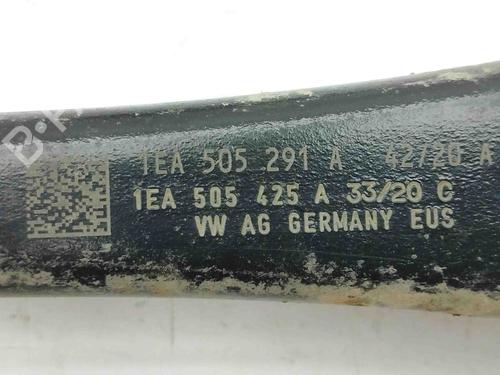 1EA 505 291 A 42/20 A
1EA 505 425 A 33/20 C
VW AG GERMANY EUS